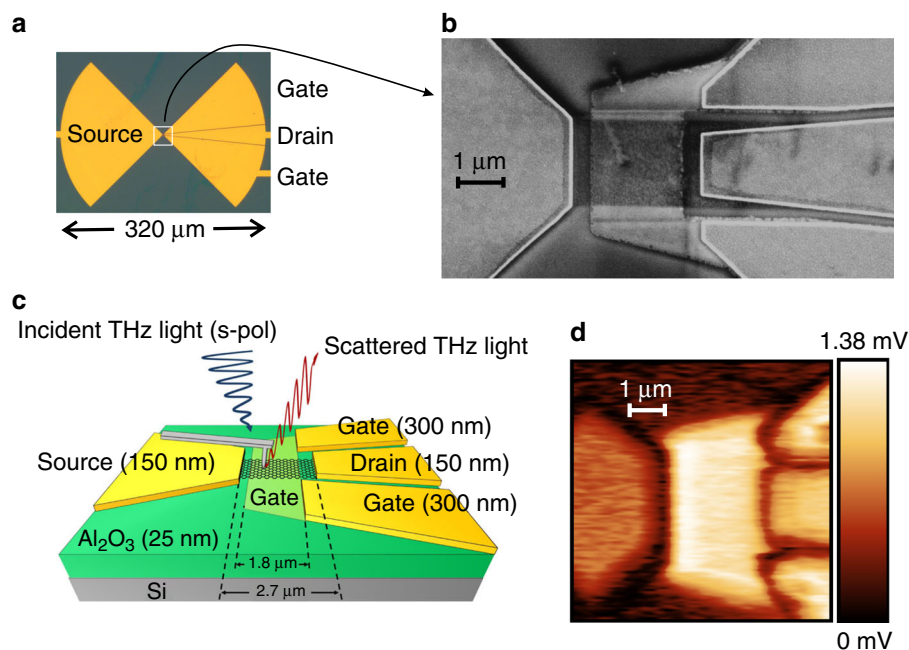 a
Gate
Source
Drain
Gate
320 μm
b
1 μm
c
Incident THz light (s-pol)
Scattered THz light
Gate (300 nm)
Source (150 nm)
Drain (150 nm)
Gate
Gate (300 nm)
Al₂O₃ (25 nm)
1.8 μm
Si
2.7 μm
d
1.38 mV
1 μm
0 mV